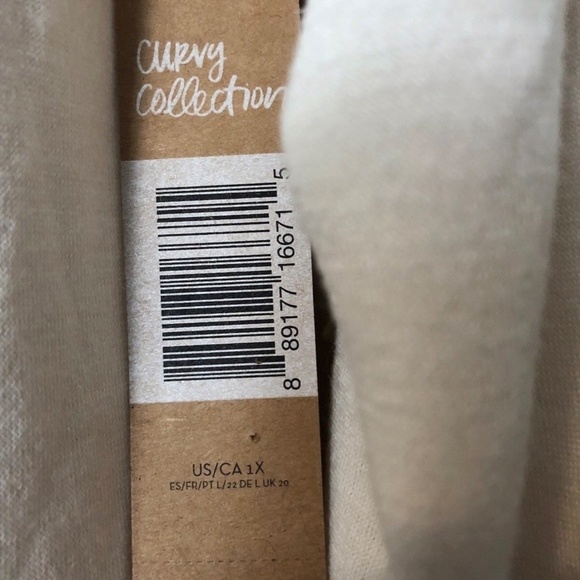 CURVY
Collection
8 89177 16671 5
US/CA 1X
ES/FR/PT L/22 DE L UK 20